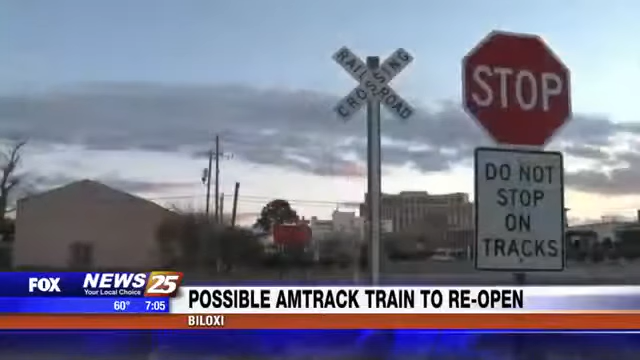 RAILROAD
CROSSING
STOP
DO NOT
STOP
ON
TRACKS
FOX NEWS 25
Your Local Choice
60° 7:05
POSSIBLE AMTRACK TRAIN TO RE-OPEN
BILOXI